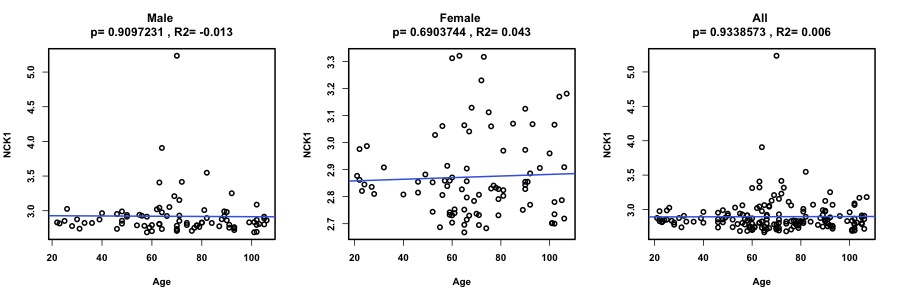 Male
p= 0.9097231 , R2= -0.013
NCK1
5.0
4.5
4.0
3.5
3.0
20 40 60 80 100
Age
Female
p= 0.6903744 , R2= 0.043
NCK1
3.3
3.2
3.1
3.0
2.9
2.8
2.7
20 40 60 80 100
Age
All
p= 0.9338573 , R2= 0.006
NCK1
5.0
4.5
4.0
3.5
3.0
20 40 60 80 100
Age